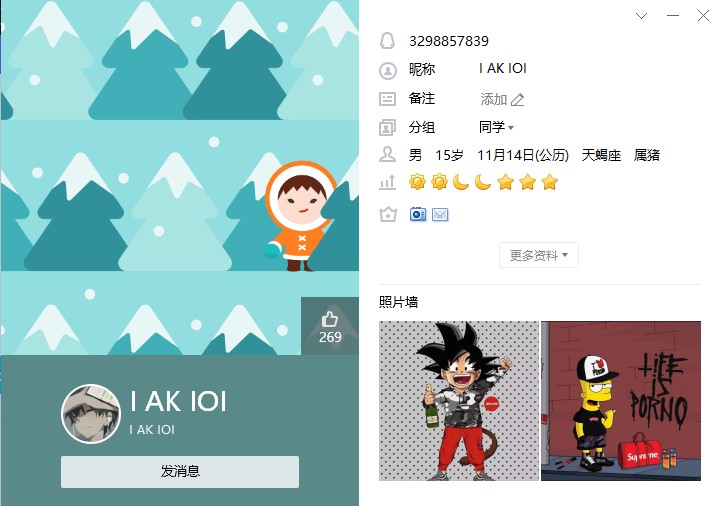 3298857839
昵称 I AK IOI
备注 添加
分组 同学
男 15岁 11月14日(公历) 天蝎座 属猪
更多资料
照片墙
269
I AK IOI
I AK IOI
发消息
LIFE
IS
PORNO
Supreme